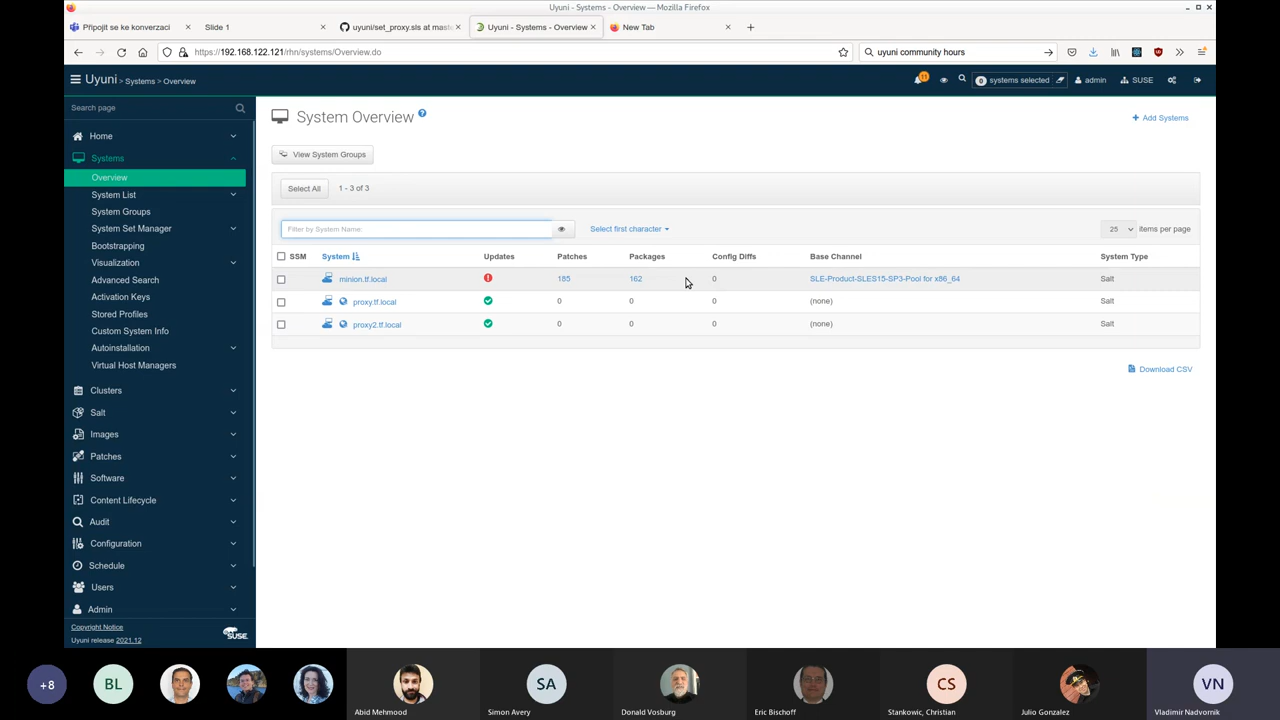 Uyuni - Systems - Overview — Mozilla Firefox
Připojit se ke konverzaci
Slide 1
uyuni/set_proxy.sls at mas
Uyuni - Systems - Overview
New Tab
https://192.168.122.121/rhn/systems/Overview.do
uyuni community hours
Uyuni > Systems > Overview
11
0 systems selected
admin
SUSE
Search page
Home
Systems
Overview
System List
System Groups
System Set Manager
Bootstrapping
Visualization
Advanced Search
Activation Keys
Stored Profiles
Custom System Info
Autoinstallation
Virtual Host Managers
Clusters
Salt
Images
Patches
Software
Content Lifecycle
Audit
Configuration
Schedule
Users
Admin
Copyright Notice
Uyuni release 2021.12
SUSE
System Overview ?
+ Add Systems
View System Groups
Select All 1 - 3 of 3
Filter by System Name: Select first character 25 items per page
SSM System Updates Patches Packages Config Diffs Base Channel System Type
minion.tf.local 185 162 0 SLE-Product-SLES15-SP3-Pool for x86_64 Salt
proxy.tf.local 0 0 0 (none) Salt
proxy2.tf.local 0 0 0 (none) Salt
Download CSV
+8 BL SA CS VN
Abid Mehmood Simon Avery Donald Vosburg Eric Bischoff Stankovic, Christian Julio Gonzalez Vladimir Nadvornik